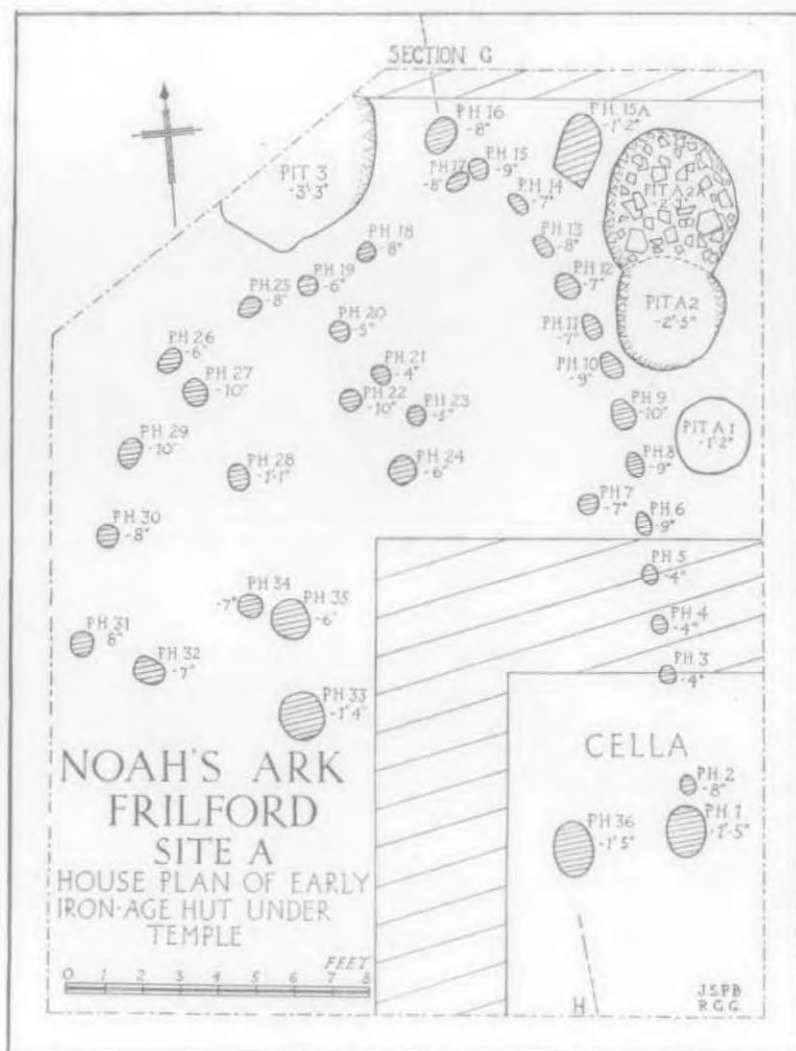 SECTION G
PH 16
-8"
PH 15A
-1' 2"
PH 15
-9"
PH 17
-8"
PH 14
-7"
PIT 3
-3' 3"
PIT A2A
PH 13
-8"
PH 18
-8"
PH 12
-7"
PH 19
-6"
PH 25
-8"
PIT A2
-2'-5"
PH 20
-5"
PH 11
-7"
PH 26
-6"
PH 10
-9"
PH 21
-4"
PH 27
-10"
PH 22
-10"
PH 23
-5"
PH 9
-10"
PIT A1
-1' 2"
PH 29
-10"
PH 28
-1'-1"
PH 24
-6"
PH 8
-9"
PH 7
-7"
PH 6
-9"
PH 30
-8"
PH 5
-4"
PH 34
-7"
PH 35
-6"
PH 4
-4"
PH 31
6"
PH 32
-7"
PH 3
-4"
PH 33
-1' 4"
CELLA
PH 2
-8"
PH 1
-1'-5"
PH 36
-1' 5"
NOAH'S ARK
FRILFORD
SITE A
HOUSE PLAN OF EARLY
IRON-AGE HUT UNDER
TEMPLE
FEET
0 1 2 3 4 5 6 7 8
H
J.S.P.B
R.G.G.